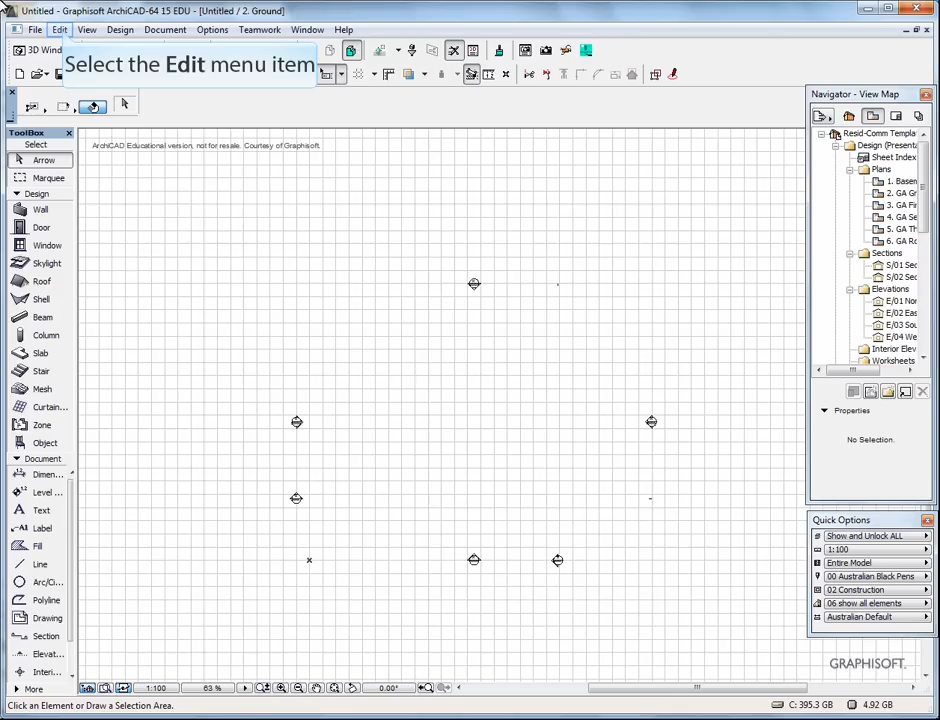 Untitled - Graphisoft ArchiCAD-64 15 EDU - [Untitled / 2. Ground]
File Edit View Design Document Options Teamwork Window Help
3D Wind
Select the Edit menu item
ToolBox
Select
Arrow
Marquee
Design
Wall
Door
Window
Skylight
Roof
Shell
Beam
Column
Slab
Stair
Mesh
Curtain...
Zone
Object
Document
Dimen...
Level ...
Text
Label
Fill
Line
Arc/Ci...
Polyline
Drawing
Section
Elevat...
Interi...
More
ArchiCAD Educational version, not for resale. Courtesy of Graphisoft.
Navigator - View Map
Resid-Comm Templa
Design (Presenta
Sheet Index
Plans
1. Basem
2. GA Gr
3. GA Fir
4. GA Se
5. GA Th
6. GA Ro
Sections
S/01 Sec
S/02 Sec
Elevations
E/01 Nor
E/02 Eas
E/03 Sou
E/04 We
Interior Elev
Worksheets
Properties
No Selection.
Quick Options
Show and Unlock ALL
1:100
Entire Model
00 Australian Black Pens
02 Construction
06 show all elements
Australian Default
GRAPHISOFT.
1:100 63 % 0.00°
Click an Element or Draw a Selection Area.
C: 395.3 GB 4.92 GB